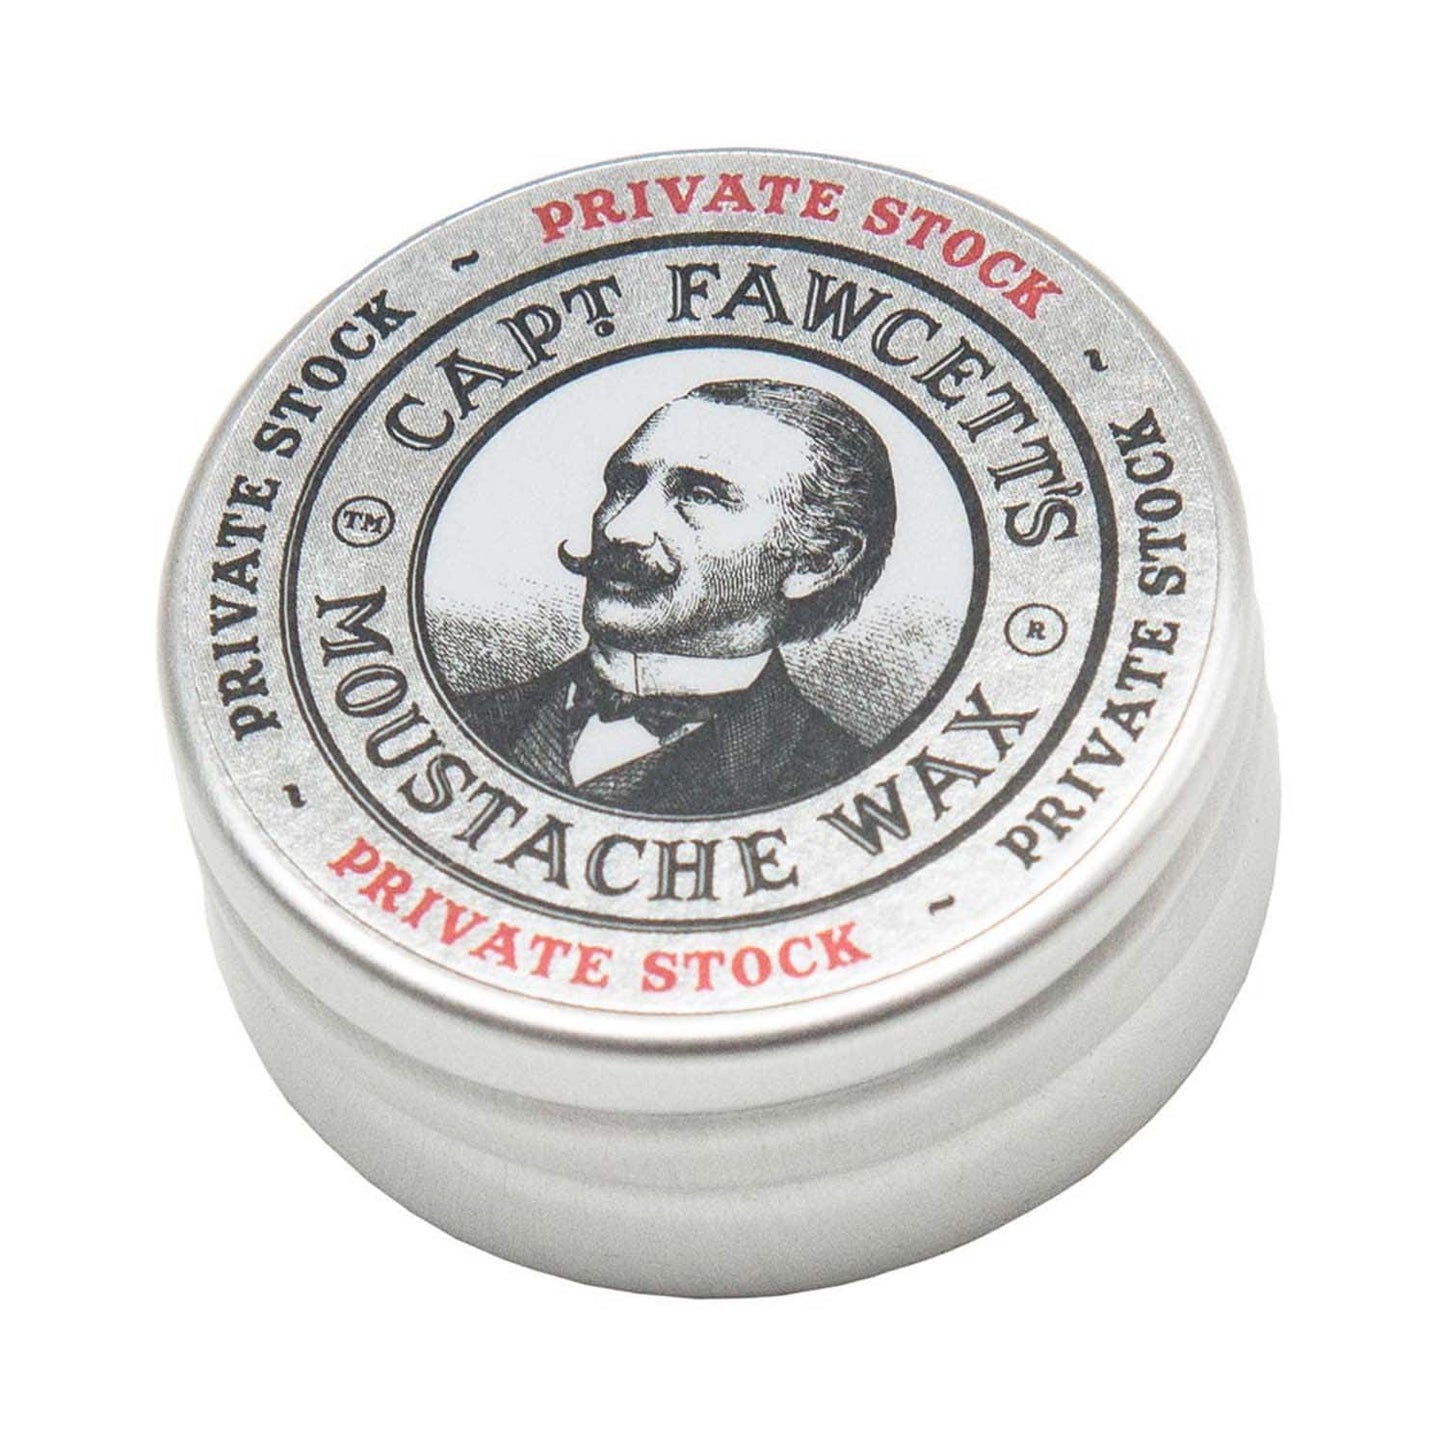 PRIVATE STOCK ~
PRIVATE STOCK ~
PRIVATE STOCK ~
PRIVATE STOCK ~
CAPT. FAWCETT'S
®
MOUSTACHE WAX
TM